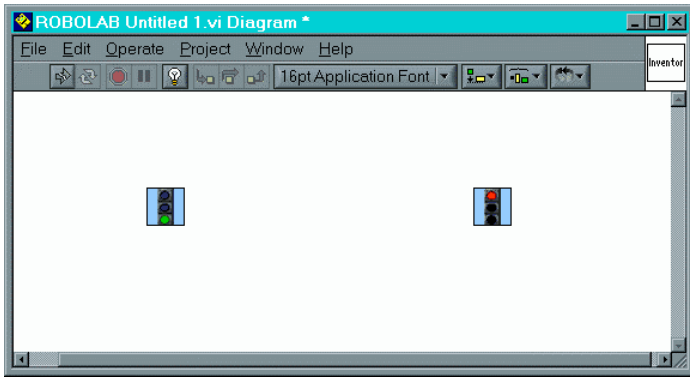 ROBOLAB Untitled 1.vi Diagram *
File Edit Operate Project Window Help
16pt Application Font
Inventor